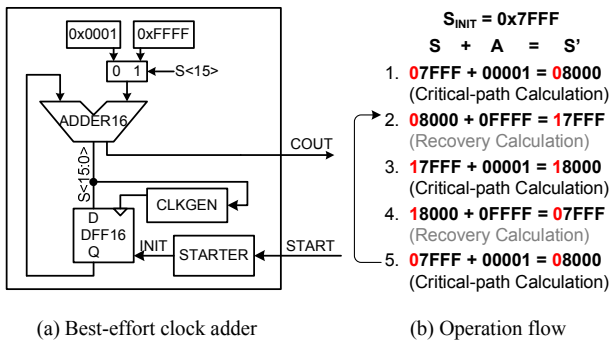 0x0001
0xFFFF
0 1
S<15>
ADDER16
COUT
S<15:0>
CLKGEN
D
DFF16
Q
INIT
STARTER
START
(a) Best-effort clock adder
SINIT = 0x7FFF
S + A = S'
1. 07FFF + 00001 = 08000
(Critical-path Calculation)
2. 08000 + 0FFFF = 17FFF
(Recovery Calculation)
3. 17FFF + 00001 = 18000
(Critical-path Calculation)
4. 18000 + 0FFFF = 07FFF
(Recovery Calculation)
5. 07FFF + 00001 = 08000
(Critical-path Calculation)
(b) Operation flow